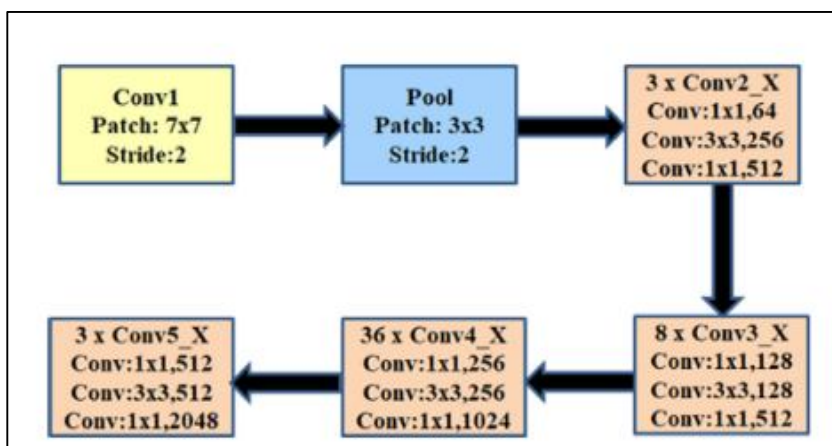 Conv1
Patch: 7x7
Stride:2
Pool
Patch: 3x3
Stride:2
3 x Conv2_X
Conv:1x1,64
Conv:3x3,256
Conv:1x1,512
8 x Conv3_X
Conv:1x1,128
Conv:3x3,128
Conv:1x1,512
36 x Conv4_X
Conv:1x1,256
Conv:3x3,256
Conv:1x1,1024
3 x Conv5_X
Conv:1x1,512
Conv:3x3,512
Conv:1x1,2048